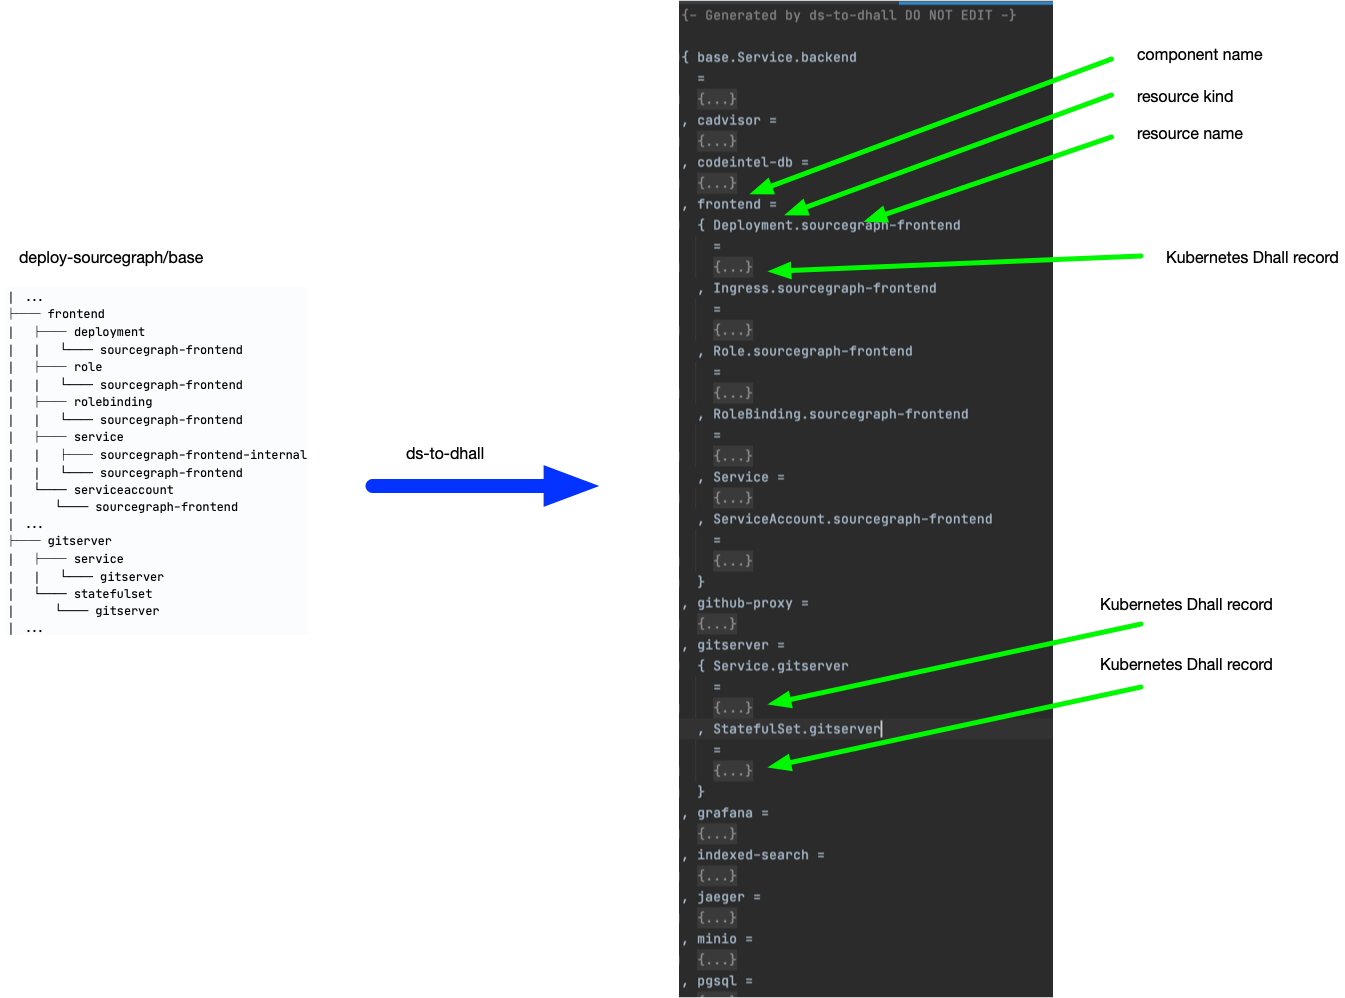 deploy-sourcegraph/base
...
frontend
deployment
sourcegraph-frontend
role
sourcegraph-frontend
rolebinding
sourcegraph-frontend
service
sourcegraph-frontend-internal
sourcegraph-frontend
serviceaccount
sourcegraph-frontend
...
gitserver
service
gitserver
statefulset
gitserver
...
ds-to-dhall
{- Generated by ds-to-dhall DO NOT EDIT -}
{ base.Service.backend
=
{...}
, cadvisor =
{...}
, codeintel-db =
{...}
, frontend =
{ Deployment.sourcegraph-frontend
=
{...}
, Ingress.sourcegraph-frontend
=
{...}
, Role.sourcegraph-frontend
=
{...}
, RoleBinding.sourcegraph-frontend
=
{...}
, Service =
{...}
, ServiceAccount.sourcegraph-frontend
=
{...}
}
, github-proxy =
{...}
, gitserver =
{ Service.gitserver
=
{...}
, StatefulSet.gitserver
=
{...}
}
, grafana =
{...}
, indexed-search =
{...}
, jaeger =
{...}
, minio =
{...}
, pgsql =
component name
resource kind
resource name
Kubernetes Dhall record
Kubernetes Dhall record
Kubernetes Dhall record